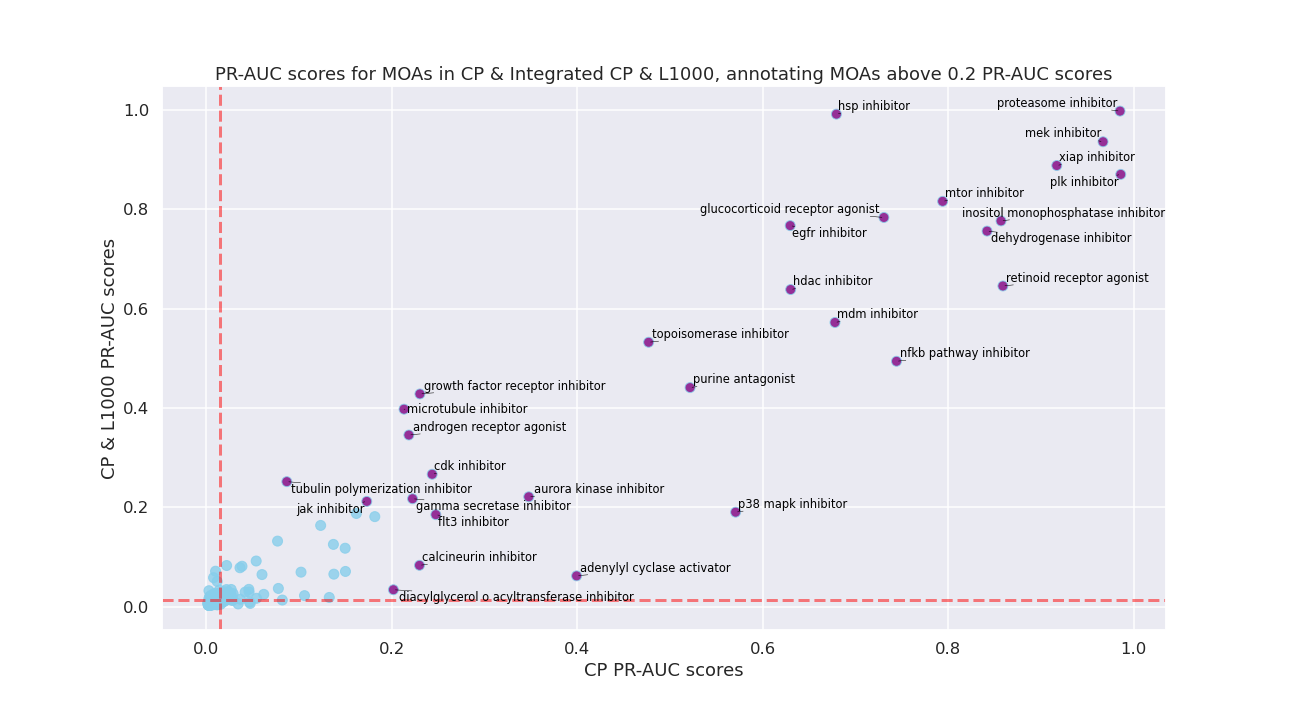 PR-AUC scores for MOAs in CP & Integrated CP & L1000, annotating MOAs above 0.2 PR-AUC scores
CP & L1000 PR-AUC scores
1.0
0.8
0.6
0.4
0.2
0.0
hsp inhibitor
proteasome inhibitor
mek inhibitor
xiap inhibitor
plk inhibitor
mtor inhibitor
glucocorticoid receptor agonist
inositol monophosphatase inhibitor
egfr inhibitor
dehydrogenase inhibitor
hdac inhibitor
retinoid receptor agonist
mdm inhibitor
topoisomerase inhibitor
nfkb pathway inhibitor
growth factor receptor inhibitor
purine antagonist
microtubule inhibitor
androgen receptor agonist
cdk inhibitor
tubulin polymerization inhibitor
aurora kinase inhibitor
jak inhibitor
gamma secretase inhibitor
p38 mapk inhibitor
flt3 inhibitor
calcineurin inhibitor
adenylyl cyclase activator
diacylglycerol o acyltransferase inhibitor
0.0
0.2
0.4
0.6
0.8
1.0
CP PR-AUC scores